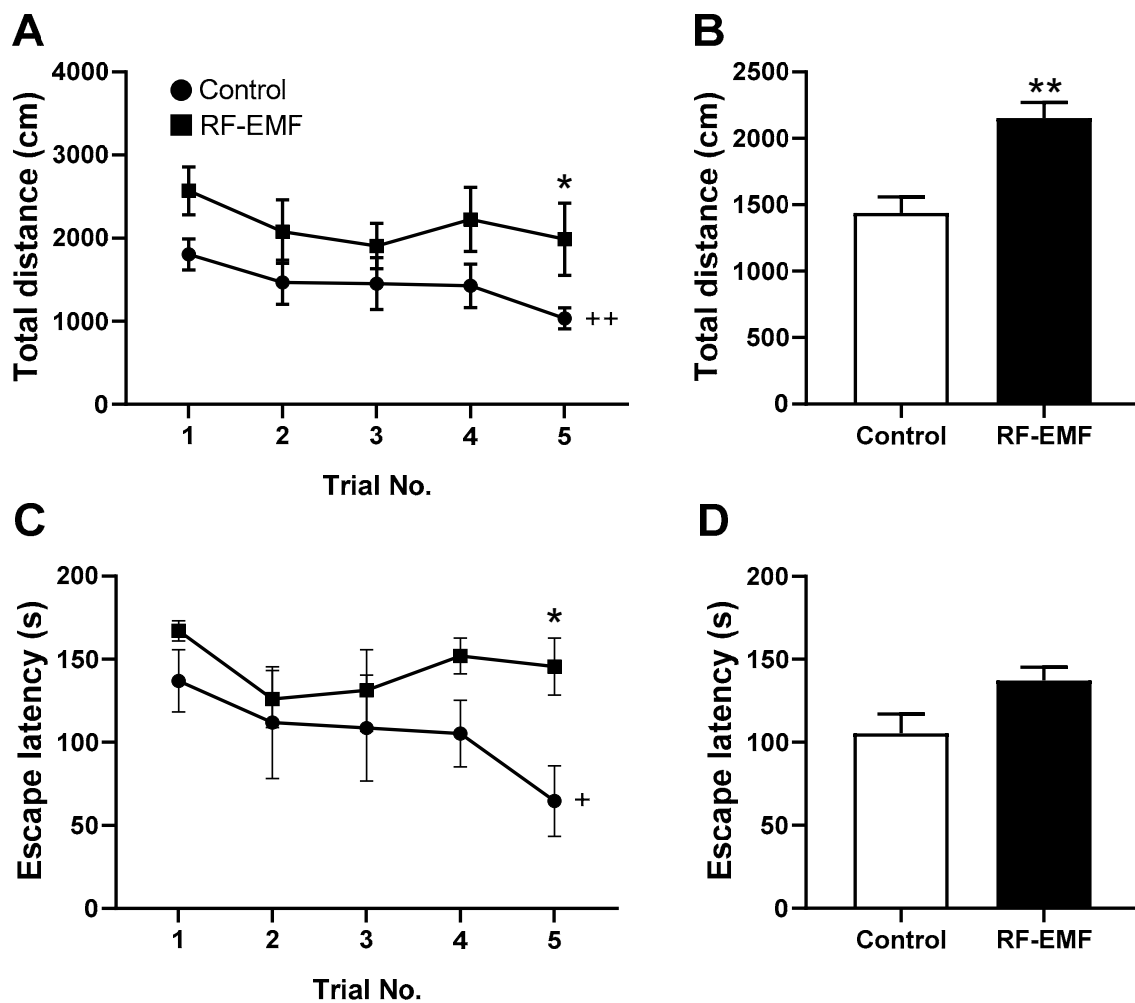 A
Total distance (cm)
4000
3000
2000
1000
0
Control
RF-EMF
*
++
1 2 3 4 5
Trial No.
B
Total distance (cm)
2500
2000
1500
1000
500
0
**
Control RF-EMF
C
Escape latency (s)
200
150
100
50
0
*
+
1 2 3 4 5
Trial No.
D
Escape latency (s)
200
150
100
50
0
Control RF-EMF